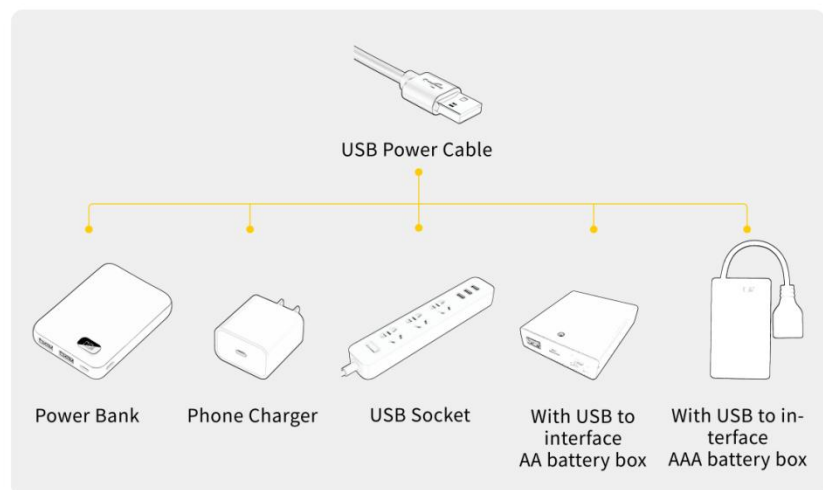 USB Power Cable
Power Bank
Phone Charger
USB Socket
With USB to
interface
AA battery box
With USB to in-
terface
AAA battery box